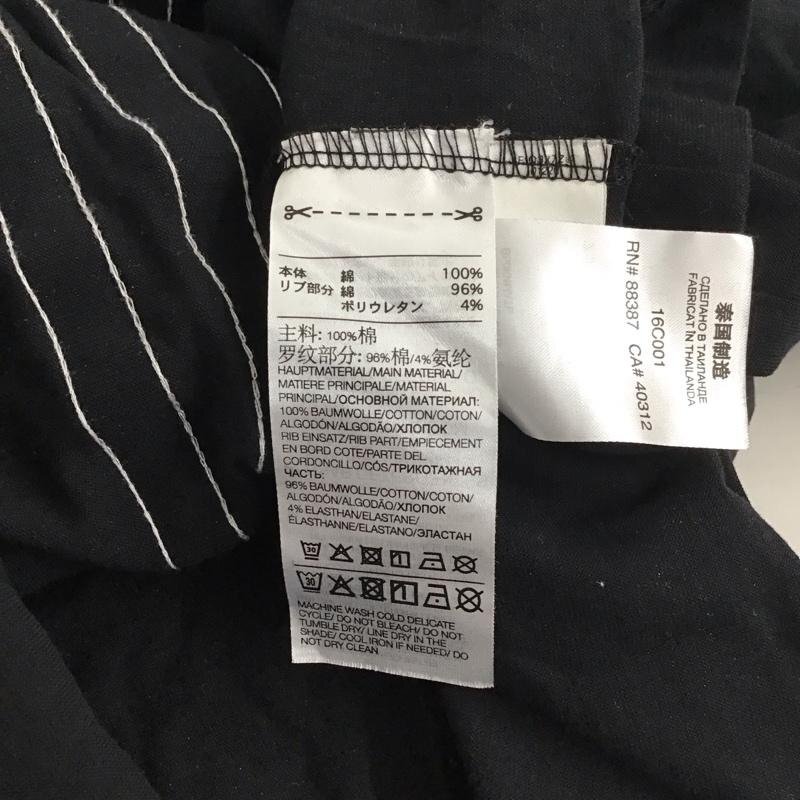 本体 綿 100%
リブ部分 綿 96%
ポリウレタン 4%
主料: 100%棉
罗纹部分: 96%棉/4%氨纶
HAUPTMATERIAL/MAIN MATERIAL/
MATIERE PRINCIPALE/MATERIAL
PRINCIPAL/ОСНОВНОЙ МАТЕРИАЛ:
100% BAUMWOLLE/COTTON/COTON/
ALGODÓN/ALGODÃO/ХЛОПОК
RIB EINSATZ/RIB PART/EMPIECEMENT
EN BORD COTE/PARTE DEL
CORDONCILLO/CÓS/ТРИКОТАЖНАЯ
ЧАСТЬ:
96% BAUMWOLLE/COTTON/COTON/
ALGODÓN/ALGODÃO/ХЛОПОК
4% ELASTHAN/ELASTANE/
ÉLASTHANNE/ELASTANO/ЭЛАСТАН
30
30
MACHINE WASH COLD DELICATE
CYCLE/ DO NOT BLEACH/ DO NOT
TUMBLE DRY/ LINE DRY IN THE
SHADE/ COOL IRON IF NEEDED/ DO
NOT DRY CLEAN
泰国制造
СДЕЛАНО В ТАИЛАНДЕ
FABRICAT ÎN THAILANDA
16C001
RN# 88387 CA# 40312